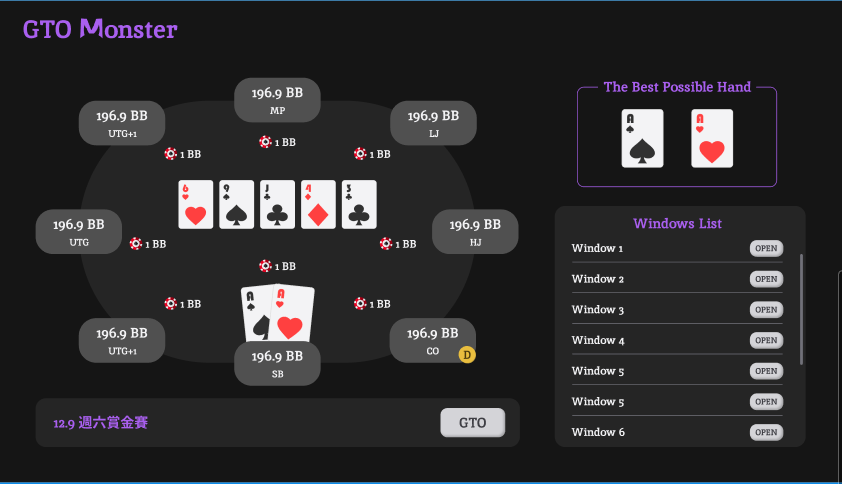 GTO Monster
196.9 BB
MP
196.9 BB
UTG+1
196.9 BB
LJ
1 BB
1 BB
1 BB
6
9
J
4
3
196.9 BB
UTG
1 BB
1 BB
196.9 BB
HJ
1 BB
A
A
1 BB
1 BB
196.9 BB
UTG+1
196.9 BB
SB
196.9 BB
CO
D
12.9 週六賞金賽
GTO
The Best Possible Hand
A
A
Windows List
Window 1 OPEN
Window 2 OPEN
Window 3 OPEN
Window 4 OPEN
Window 5 OPEN
Window 5 OPEN
Window 6 OPEN